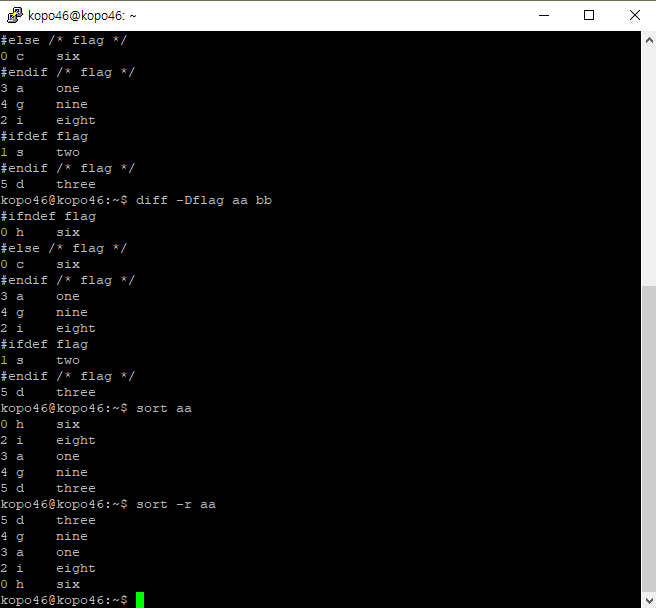 kopo46@kopo46: ~
#else /* flag */
0 c     six
#endif /* flag */
3 a     one
4 g     nine
2 i     eight
#ifdef flag
1 s     two
#endif /* flag */
5 d     three
kopo46@kopo46:~$ diff -Dflag aa bb
#ifndef flag
0 h     six
#else /* flag */
0 c     six
#endif /* flag */
3 a     one
4 g     nine
2 i     eight
#ifdef flag
1 s     two
#endif /* flag */
5 d     three
kopo46@kopo46:~$ sort aa
0 h     six
2 i     eight
3 a     one
4 g     nine
5 d     three
kopo46@kopo46:~$ sort -r aa
5 d     three
4 g     nine
3 a     one
2 i     eight
0 h     six
kopo46@kopo46:~$